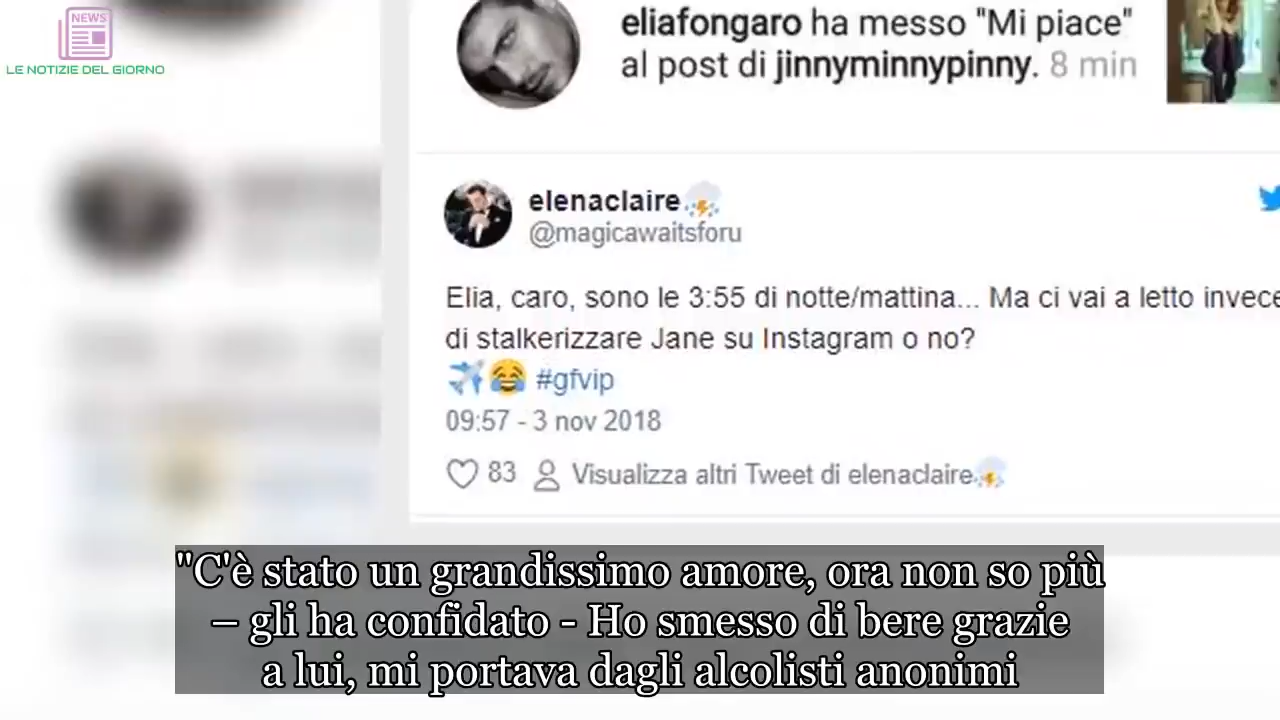 NEWS
LE NOTIZIE DEL GIORNO
eliafongaro ha messo "Mi piace"
al post di jinnyminnypinny. 8 min
elenaclaire
@magicawaitsforu
Elia, caro, sono le 3:55 di notte/mattina... Ma ci vai a letto invece
di stalkerizzare Jane su Instagram o no?
#gfvip
09:57 - 3 nov 2018
83 Visualizza altri Tweet di elenaclaire
"C'è stato un grandissimo amore, ora non so più
– gli ha confidato - Ho smesso di bere grazie
a lui, mi portava dagli alcolisti anonimi